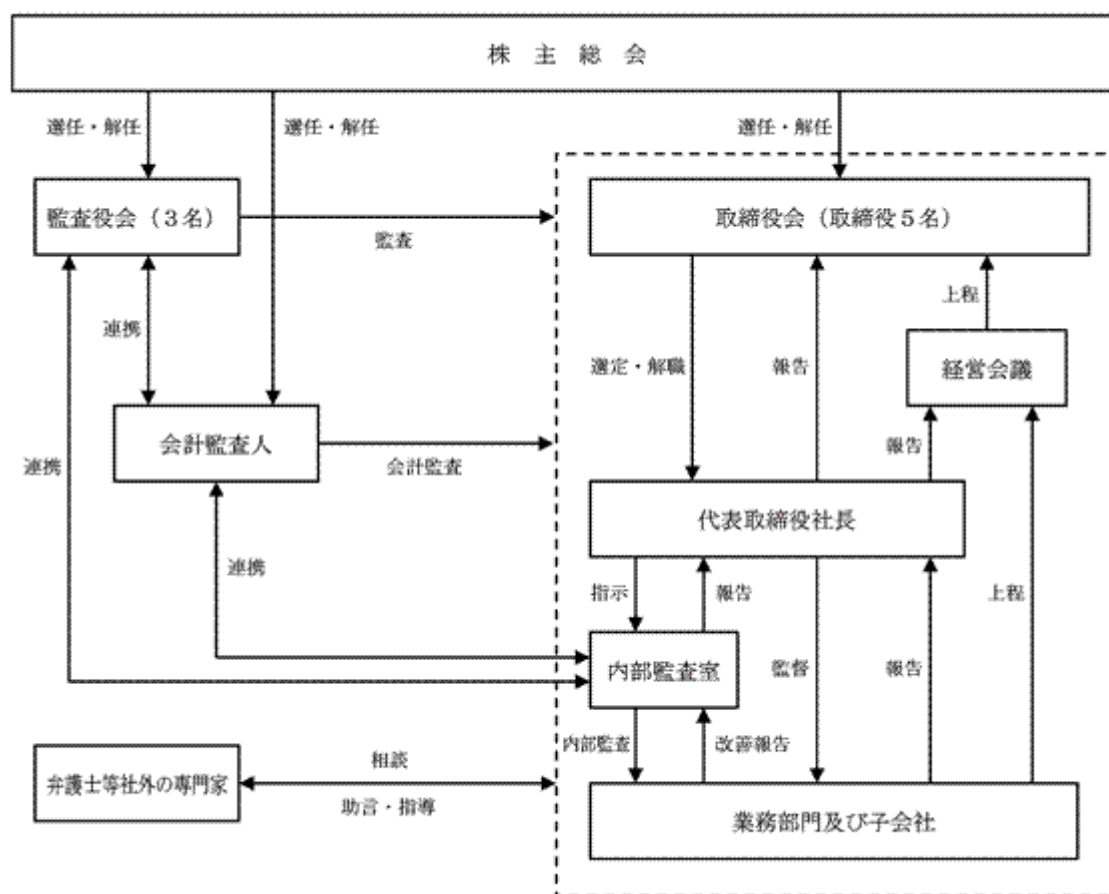 株主総会
選任・解任
選任・解任
選任・解任
監査役会（３名）
監査
取締役会（取締役５名）
上程
連携
選定・解職
報告
経営会議
会計監査人
会計監査
連携
報告
代表取締役社長
連携
指示
報告
上程
内部監査室
監督
報告
内部監査
改善報告
弁護士等社外の専門家
相談
助言・指導
業務部門及び子会社